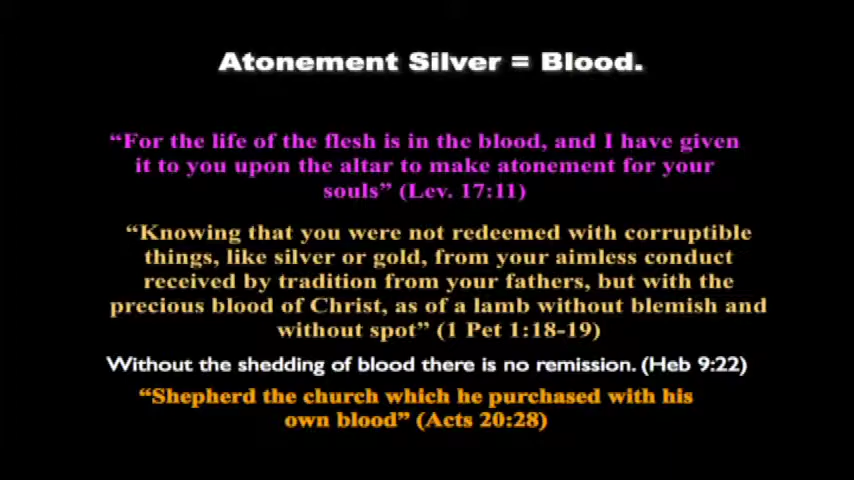 Atonement Silver = Blood.
“For the life of the flesh is in the blood, and I have given
it to you upon the altar to make atonement for your
souls” (Lev. 17:11)
“Knowing that you were not redeemed with corruptible
things, like silver or gold, from your aimless conduct
received by tradition from your fathers, but with the
precious blood of Christ, as of a lamb without blemish and
without spot” (1 Pet 1:18-19)
Without the shedding of blood there is no remission. (Heb 9:22)
“Shepherd the church which he purchased with his
own blood” (Acts 20:28)